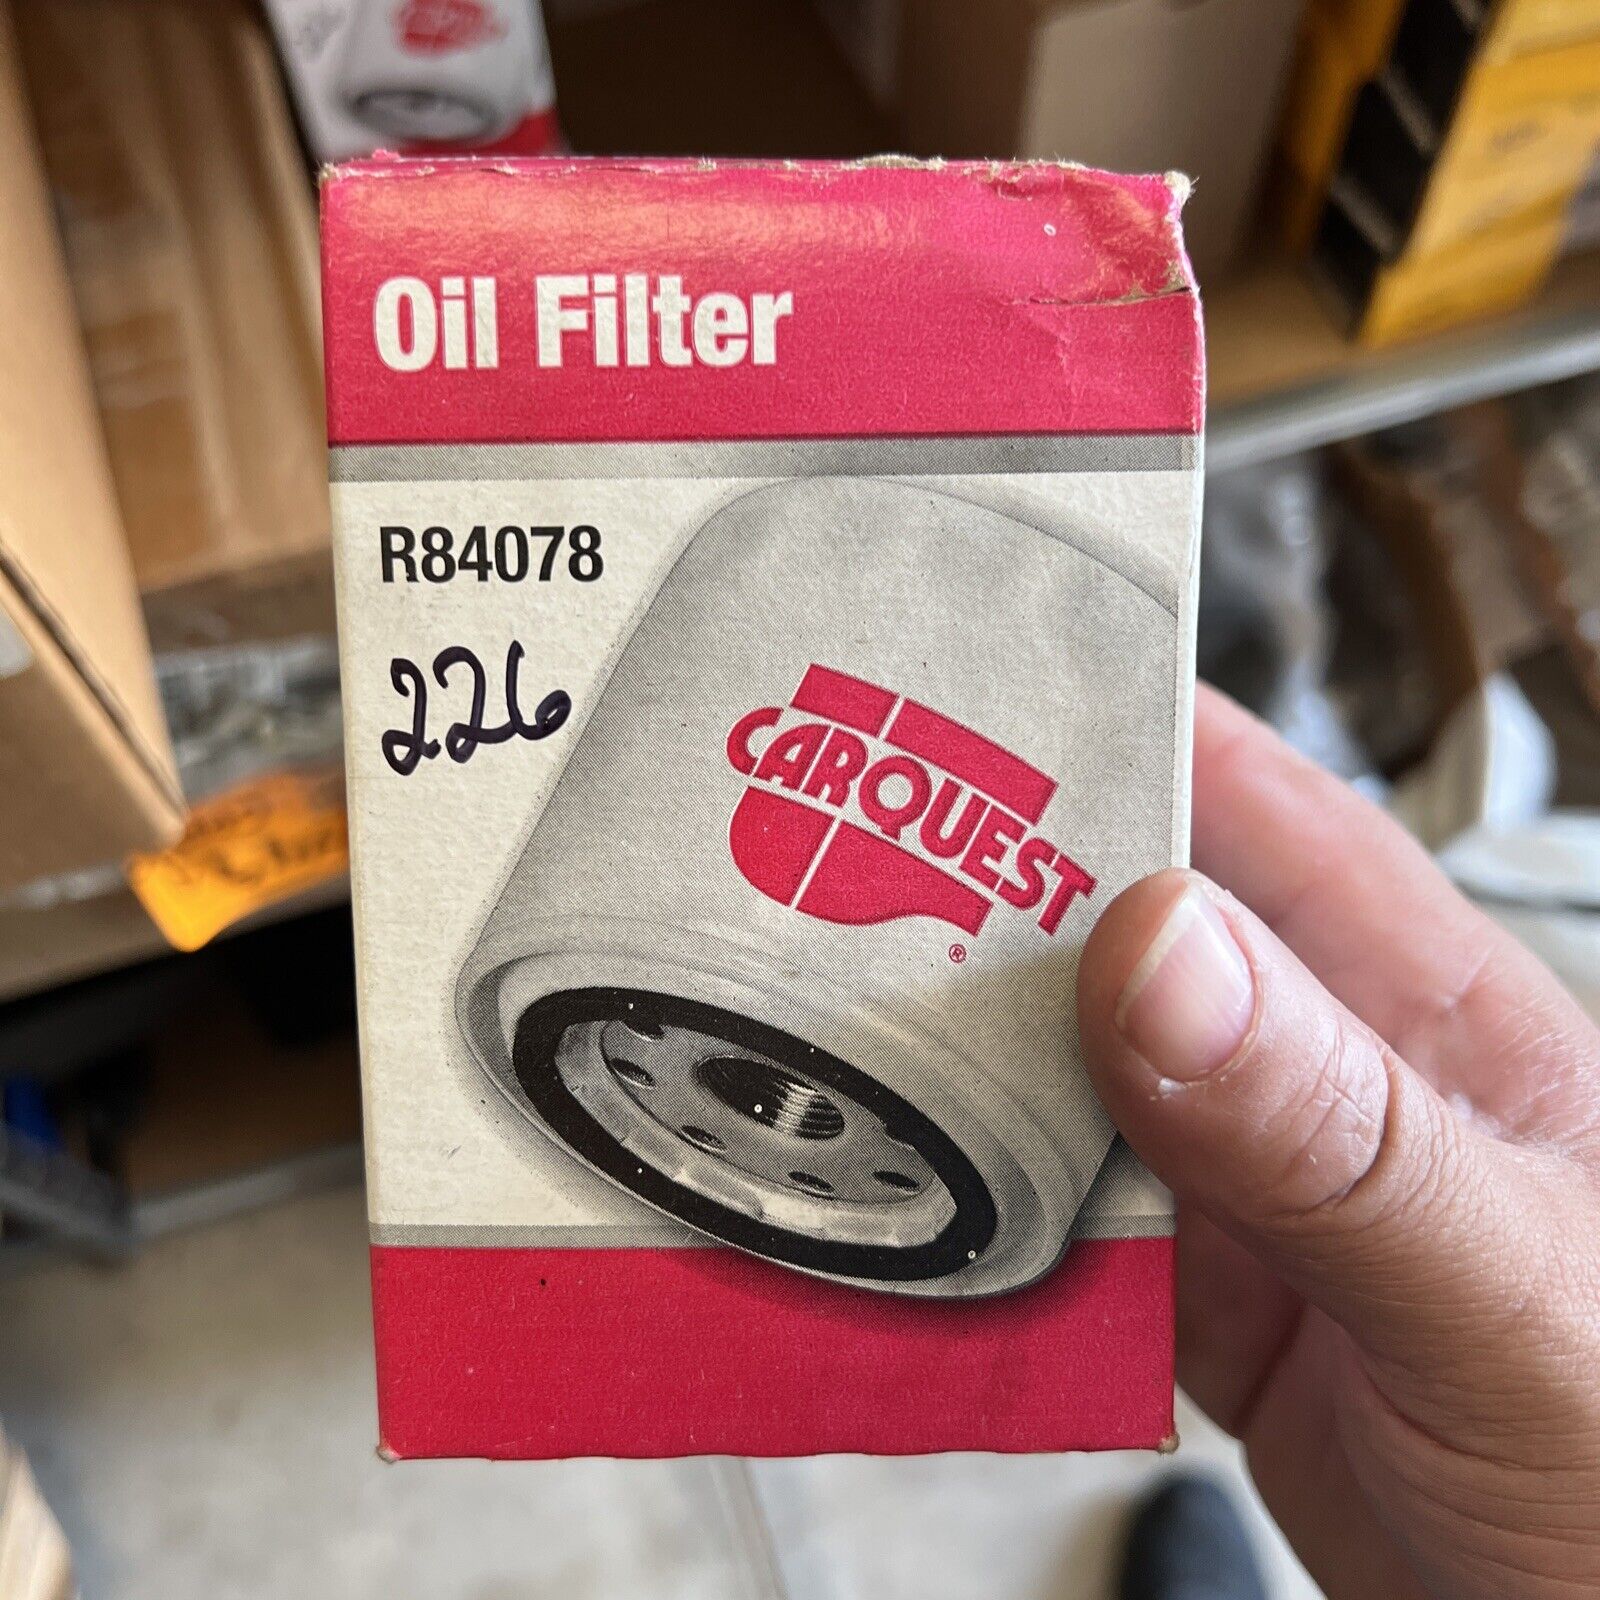 Oil Filter
R84078
226
CARQUEST
®